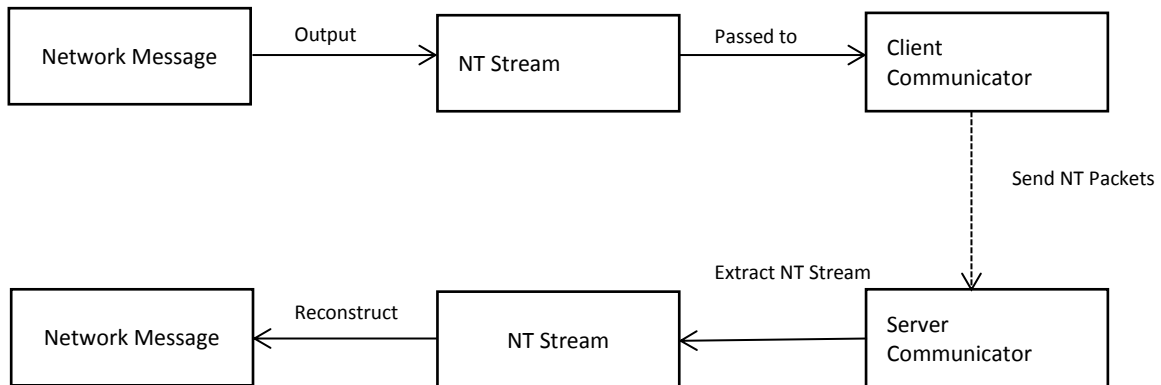 Network Message
Output
NT Stream
Passed to
Client
Communicator
Send NT Packets
Network Message
Reconstruct
NT Stream
Extract NT Stream
Server
Communicator